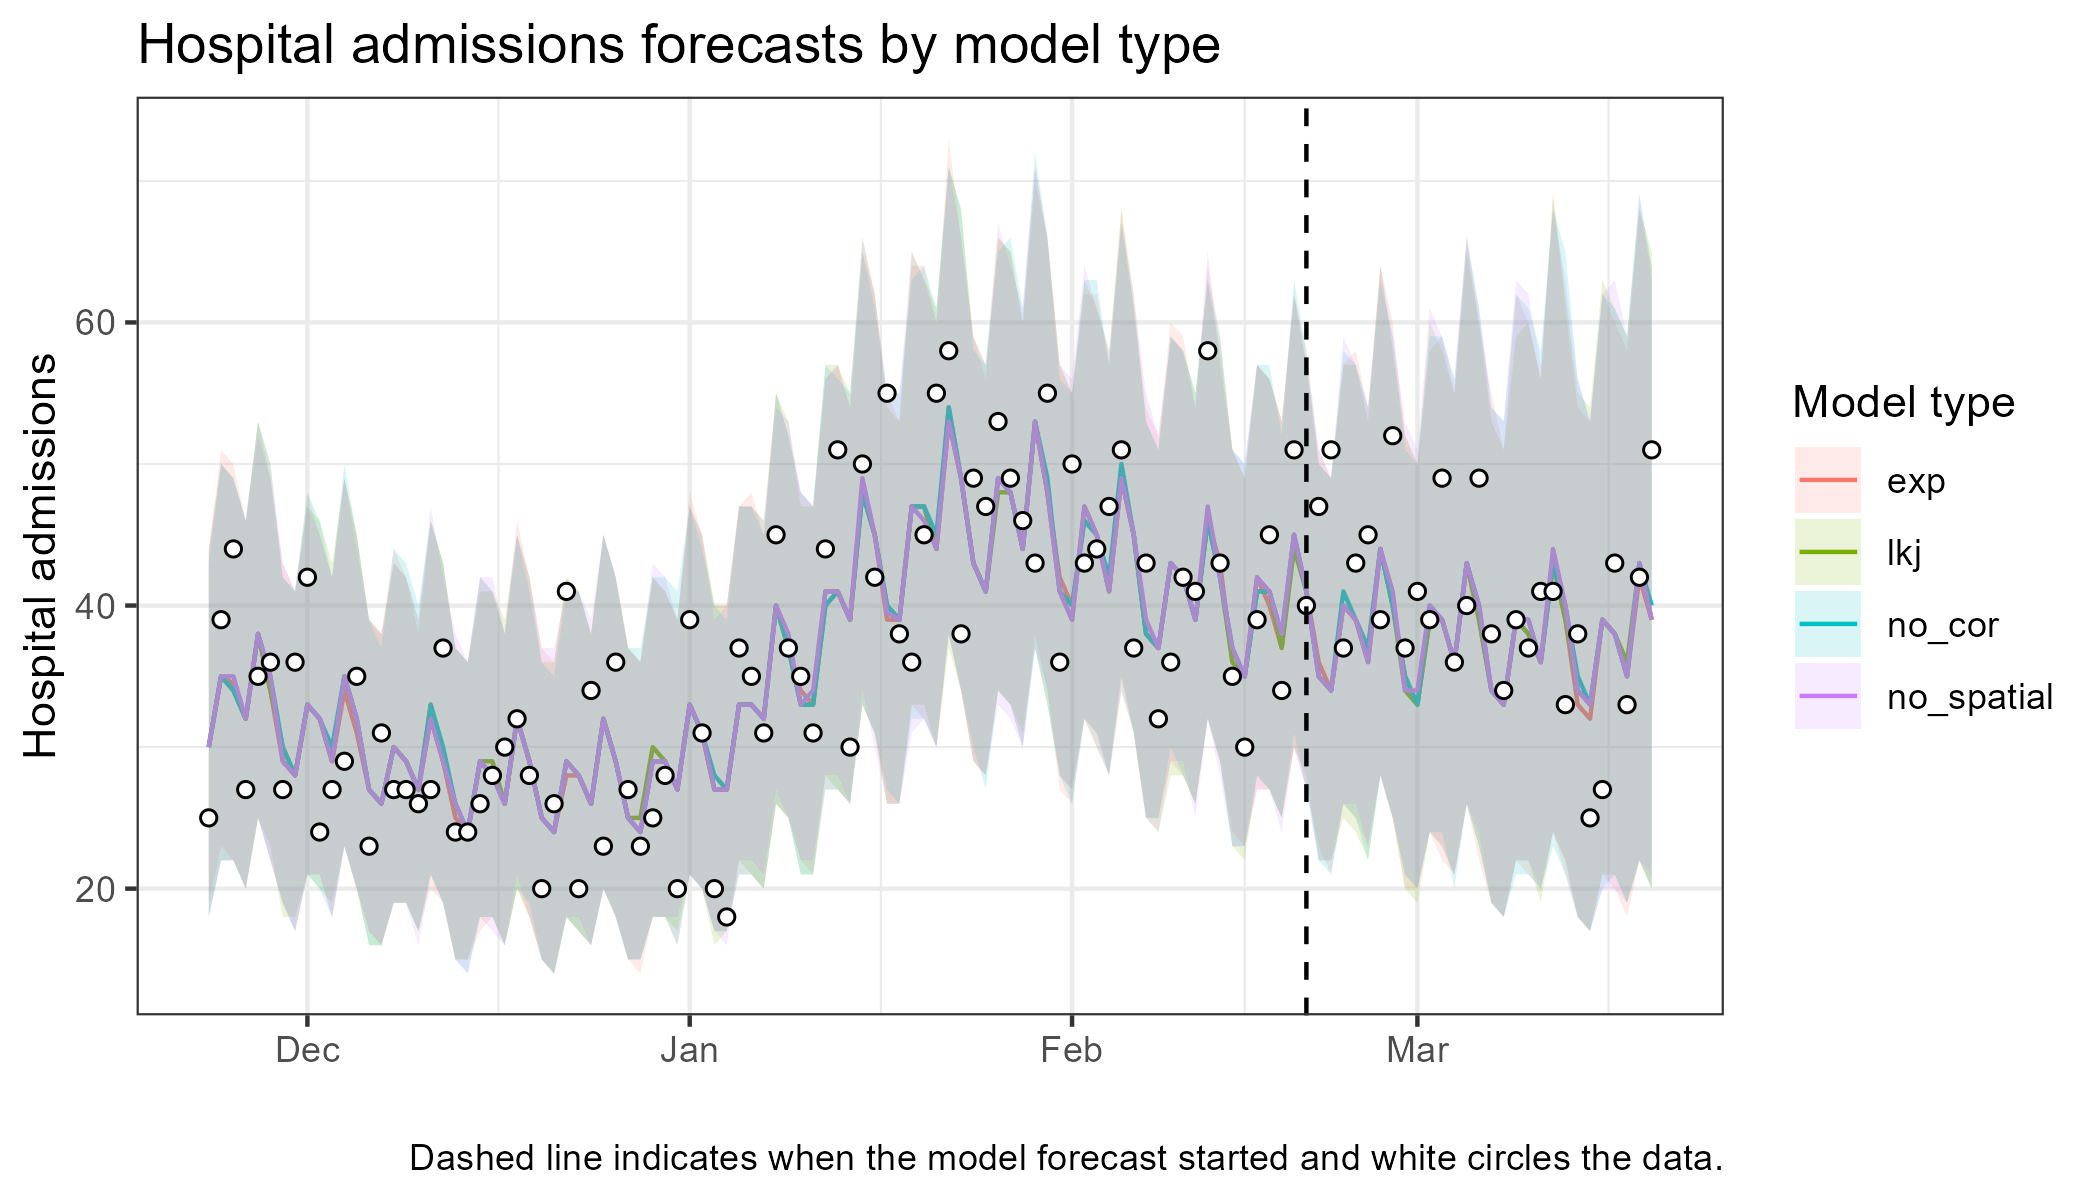 Hospital admissions forecasts by model type
Hospital admissions
60
40
20
Dec
Jan
Feb
Mar
Model type
exp
lkj
no_cor
no_spatial
Dashed line indicates when the model forecast started and white circles the data.